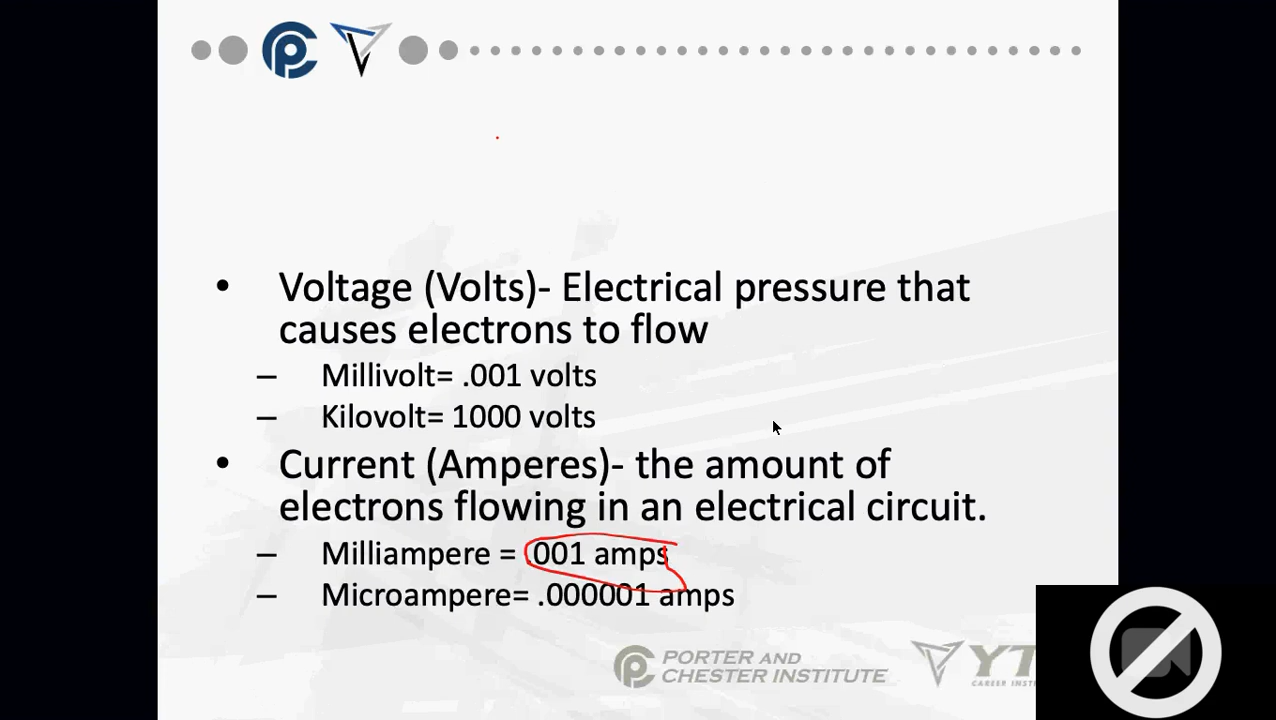 • Voltage (Volts)- Electrical pressure that
causes electrons to flow
– Millivolt= .001 volts
– Kilovolt= 1000 volts
• Current (Amperes)- the amount of
electrons flowing in an electrical circuit.
– Milliampere = .001 amps
– Microampere= .000001 amps
PORTER AND
CHESTER INSTITUTE